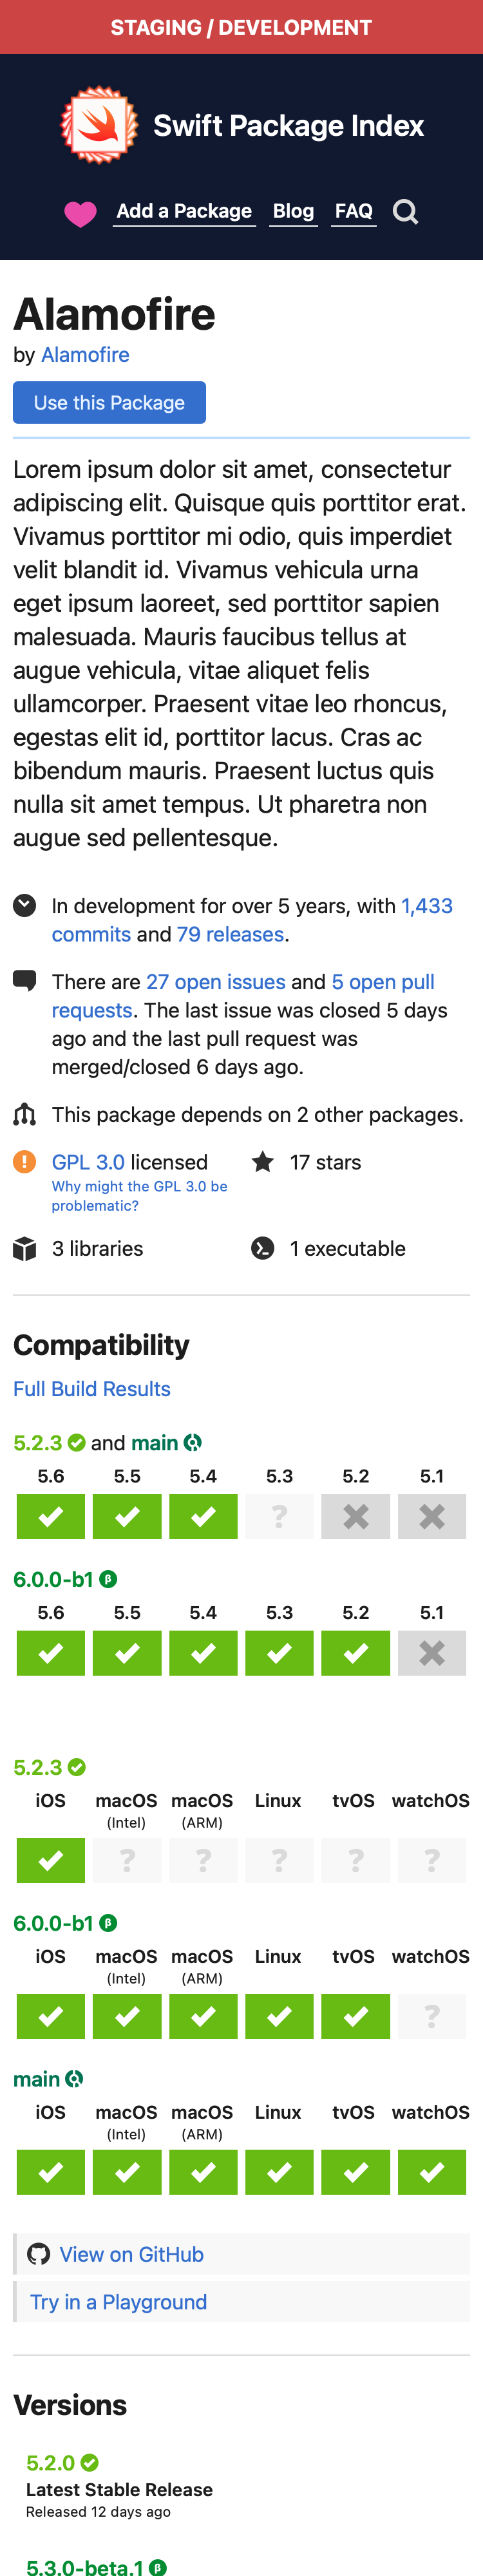 STAGING / DEVELOPMENT
Swift Package Index
Add a Package Blog FAQ
Alamofire
by Alamofire
Use this Package
Lorem ipsum dolor sit amet, consectetur
adipiscing elit. Quisque quis porttitor erat.
Vivamus porttitor mi odio, quis imperdiet
velit blandit id. Vivamus vehicula urna
eget ipsum laoreet, sed porttitor sapien
malesuada. Mauris faucibus tellus at
augue vehicula, vitae aliquet felis
ullamcorper. Praesent vitae leo rhoncus,
egestas elit id, porttitor lacus. Cras ac
bibendum mauris. Praesent luctus quis
nulla sit amet tempus. Ut pharetra non
augue sed pellentesque.
In development for over 5 years, with 1,433
commits and 79 releases.
There are 27 open issues and 5 open pull
requests. The last issue was closed 5 days
ago and the last pull request was
merged/closed 6 days ago.
This package depends on 2 other packages.
GPL 3.0 licensed 17 stars
Why might the GPL 3.0 be
problematic?
3 libraries 1 executable
Compatibility
Full Build Results
5.2.3 and main
5.6 5.5 5.4 5.3 5.2 5.1
?
6.0.0-b1 β
5.6 5.5 5.4 5.3 5.2 5.1
5.2.3
iOS macOS macOS Linux tvOS watchOS
(Intel) (ARM)
? ? ? ? ?
6.0.0-b1 β
iOS macOS macOS Linux tvOS watchOS
(Intel) (ARM)
?
main
iOS macOS macOS Linux tvOS watchOS
(Intel) (ARM)
View on GitHub
Try in a Playground
Versions
5.2.0
Latest Stable Release
Released 12 days ago
5.3.0-beta.1 β